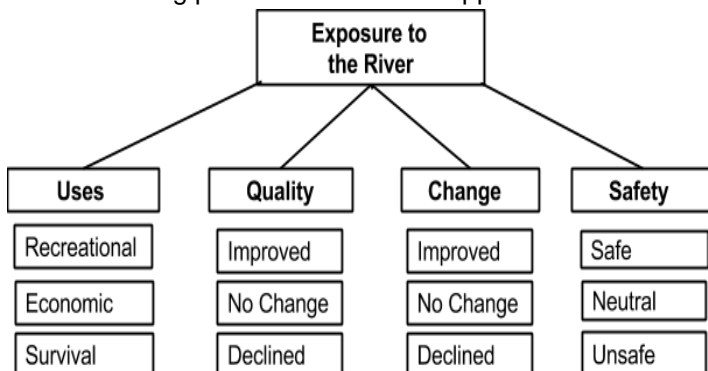 Exposure to
the River
Uses
Quality
Change
Safety
Recreational
Improved
Improved
Safe
Economic
No Change
No Change
Neutral
Survival
Declined
Declined
Unsafe